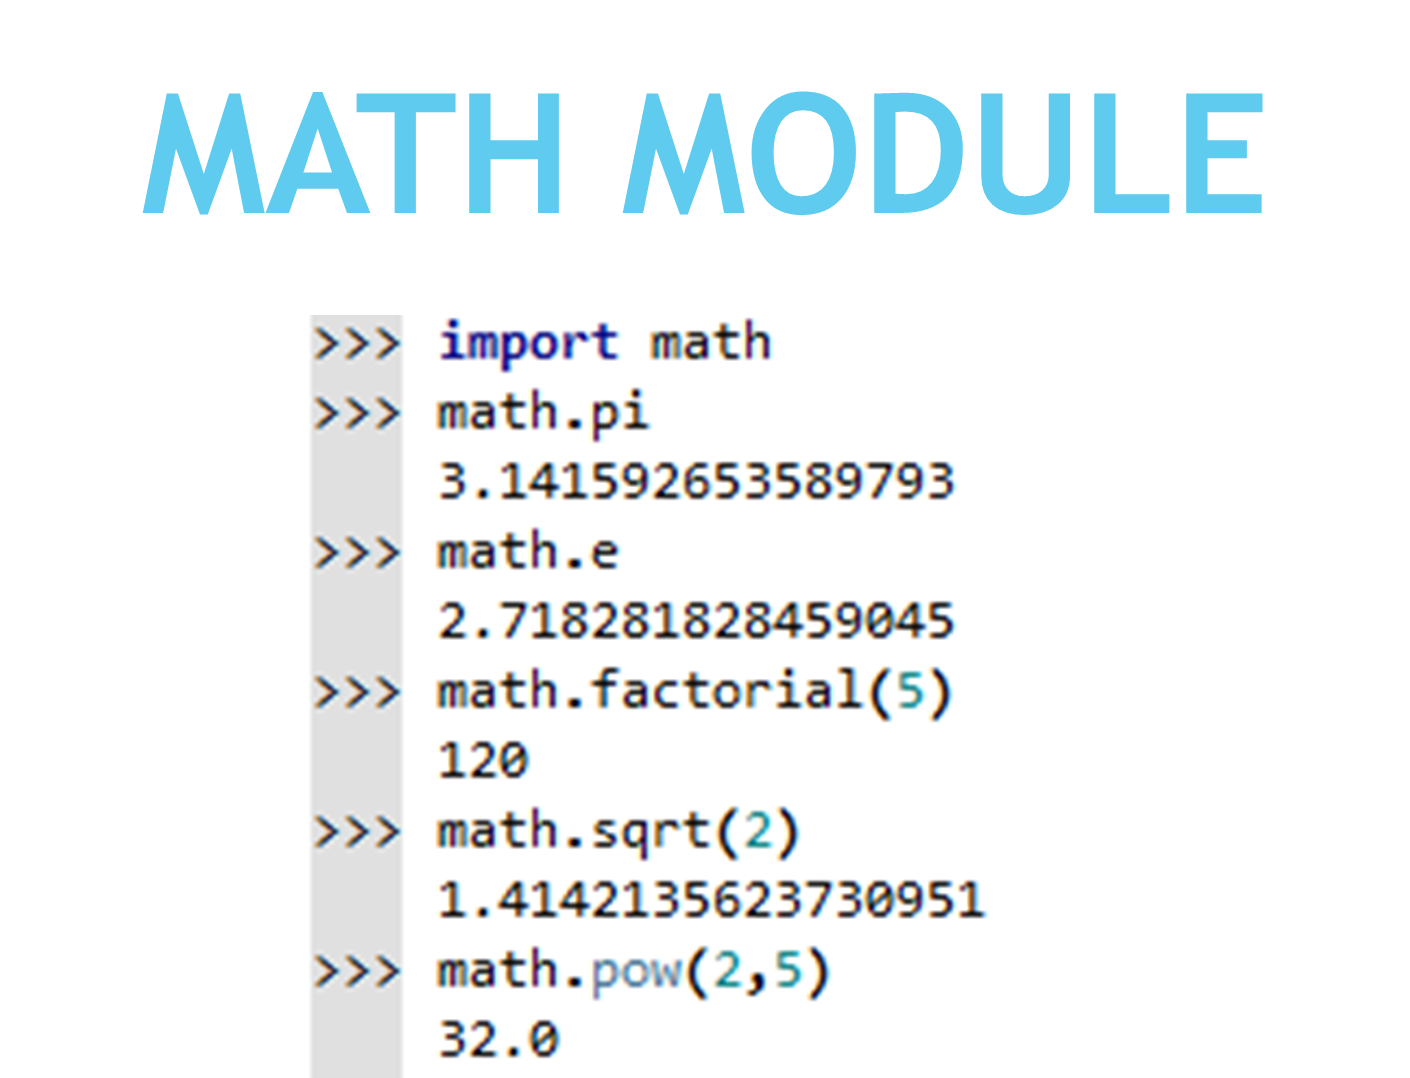 MATH MODULE
>>> import math
>>> math.pi
3.141592653589793
>>> math.e
2.718281828459045
>>> math.factorial(5)
120
>>> math.sqrt(2)
1.4142135623730951
>>> math.pow(2,5)
32.0